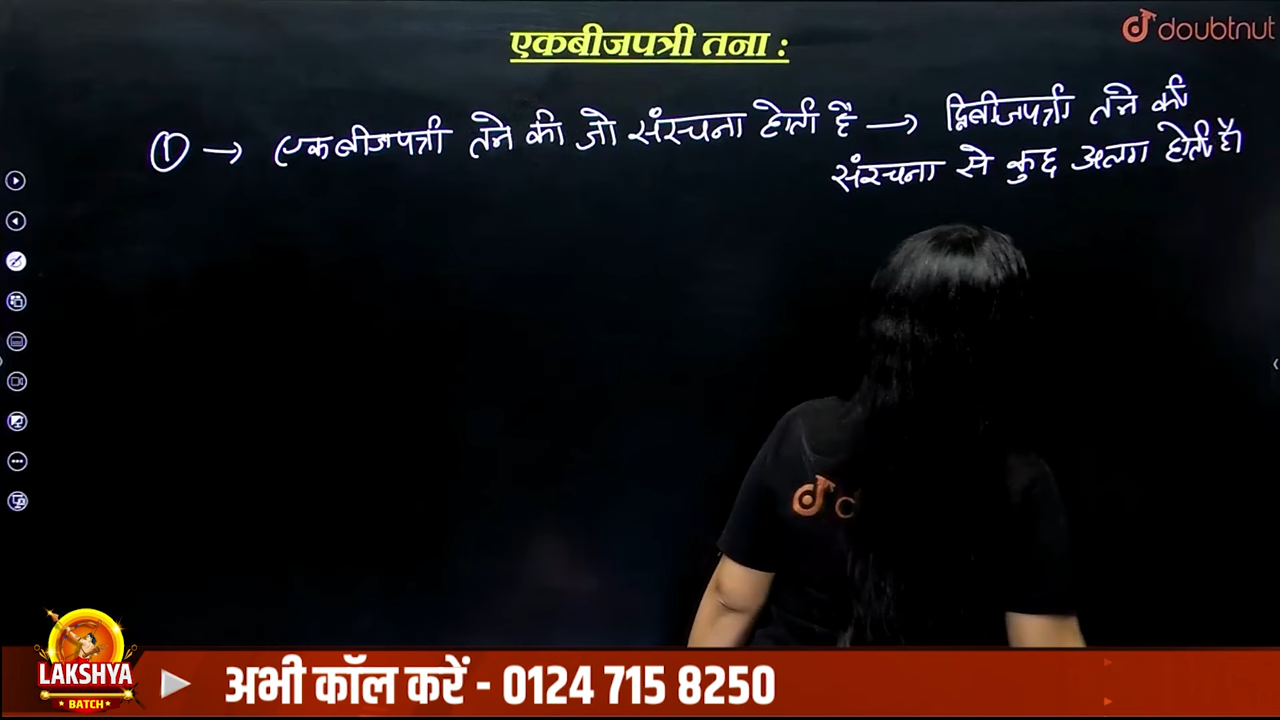 एकबीजपत्री तना :
doubtnut
① → एकबीजपत्री तने की जो संरचना होती है → द्विबीजपत्री तने की
संरचना से कुछ अलग होती है।
LAKSHYA
BATCH
अभी कॉल करें - 0124 715 8250